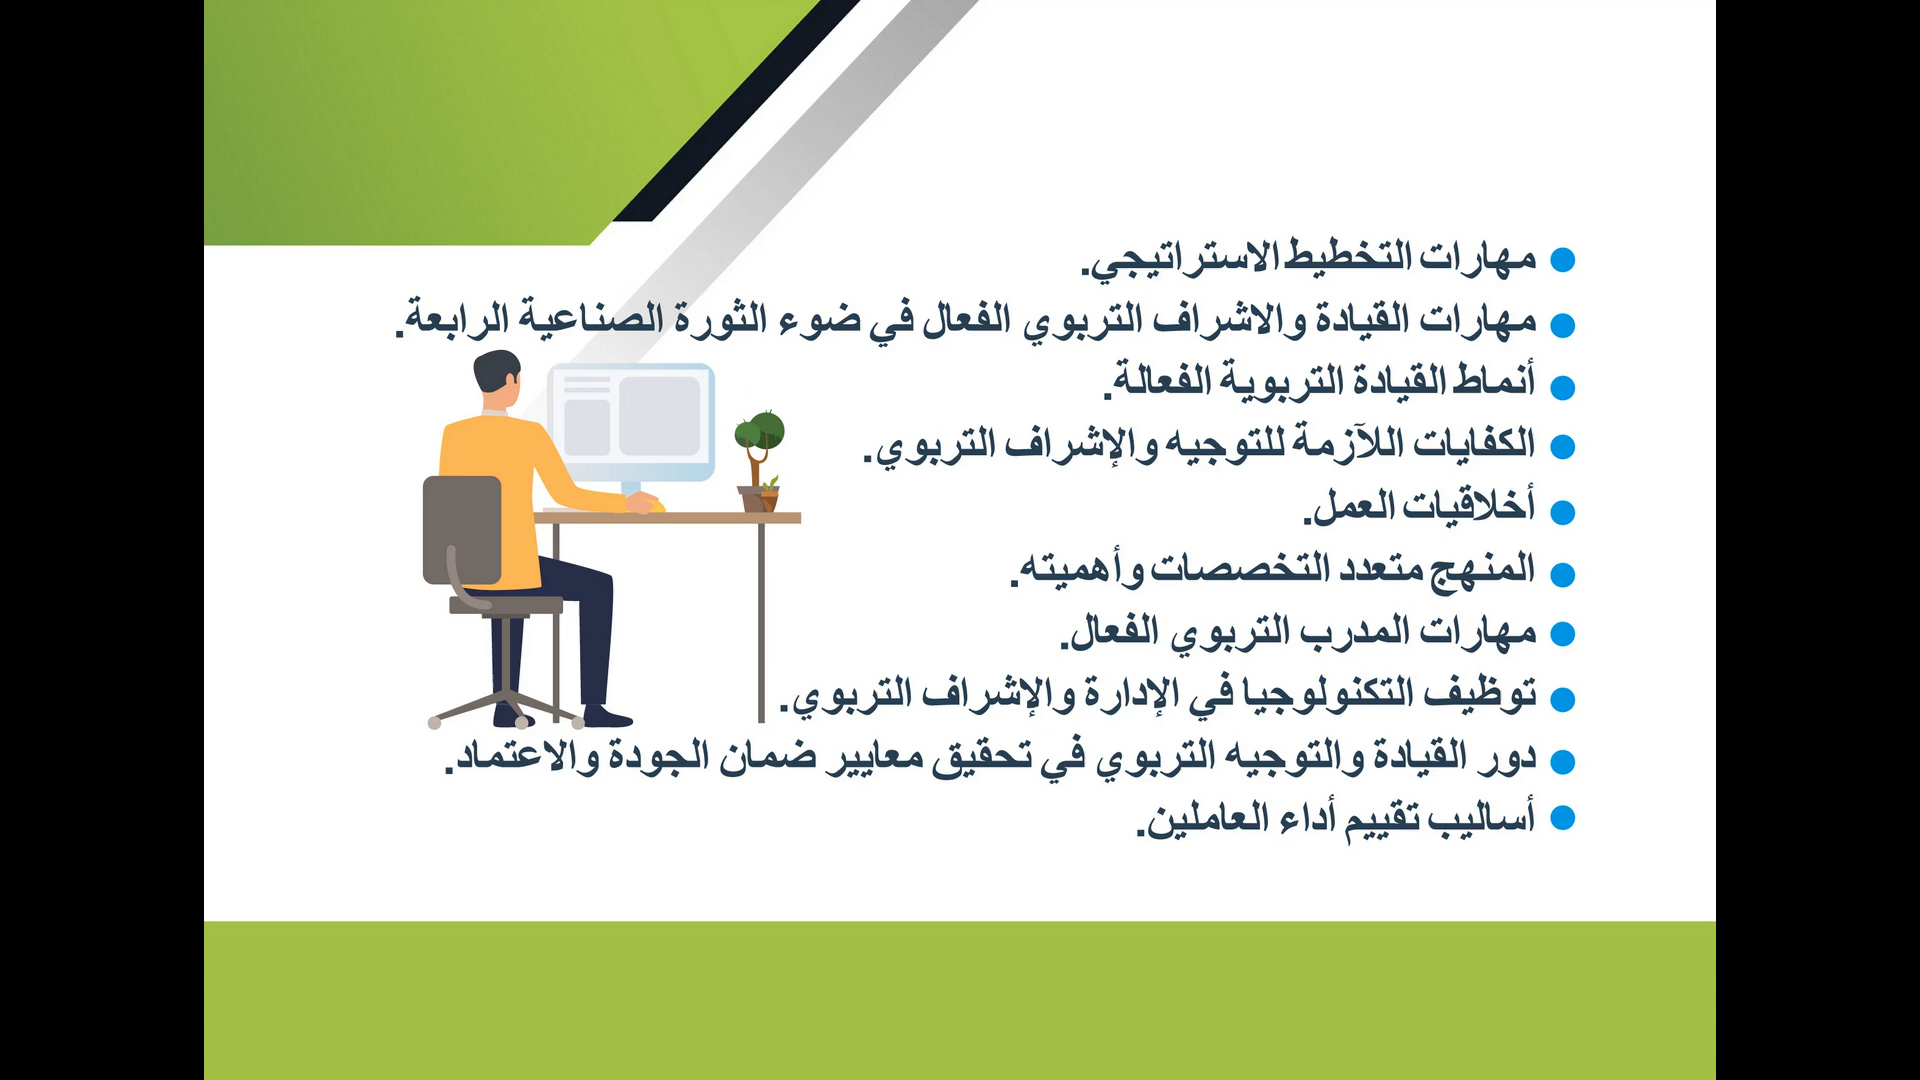 مهارات التخطيط الاستراتيجي.
مهارات القيادة والاشراف التربوي الفعال في ضوء الثورة الصناعية الرابعة.
أنماط القيادة التربوية الفعالة.
الكفايات اللآزمة للتوجيه والإشراف التربوي.
أخلاقيات العمل.
المنهج متعدد التخصصات وأهميته.
مهارات المدرب التربوي الفعال.
توظيف التكنولوجيا في الإدارة والإشراف التربوي.
دور القيادة والتوجيه التربوي في تحقيق معايير ضمان الجودة والاعتماد.
أساليب تقييم أداء العاملين.